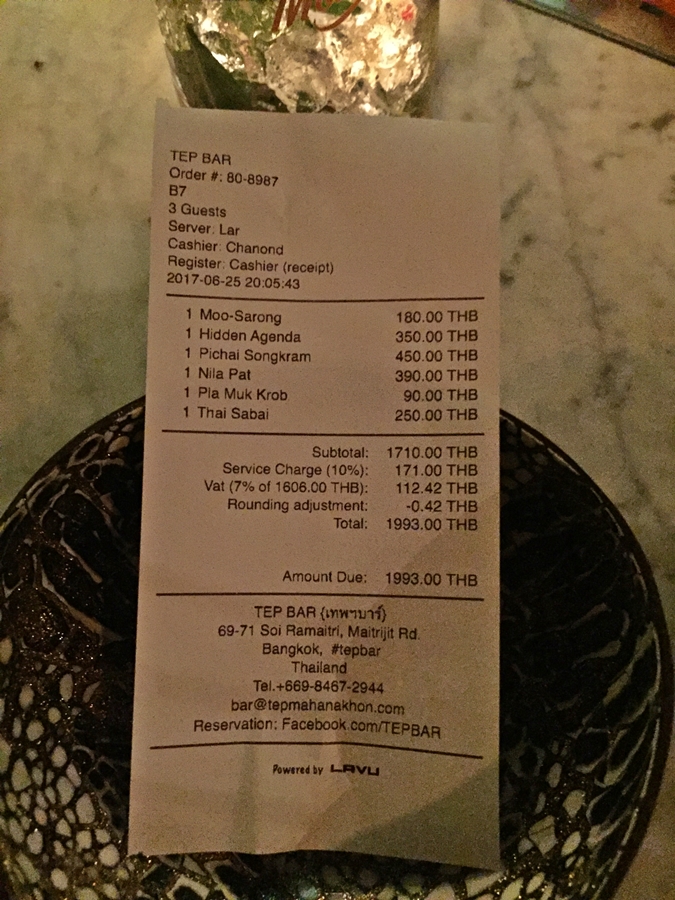 TEP BAR
Order #: 80-8987
B7
3 Guests
Server: Lar
Cashier: Chanond
Register: Cashier (receipt)
2017-06-25 20:05:43
1 Moo-Sarong 180.00 THB
1 Hidden Agenda 350.00 THB
1 Pichai Songkram 450.00 THB
1 Nila Pat 390.00 THB
1 Pla Muk Krob 90.00 THB
1 Thai Sabai 250.00 THB
Subtotal: 1710.00 THB
Service Charge (10%): 171.00 THB
Vat (7% of 1606.00 THB): 112.42 THB
Rounding adjustment: -0.42 THB
Total: 1993.00 THB
Amount Due: 1993.00 THB
TEP BAR {เทพฯบาร์}
69-71 Soi Ramaitri, Maitrijit Rd.
Bangkok, #tepbar
Thailand
Tel.+669-8467-2944
bar@tepmahanakhon.com
Reservation: Facebook.com/TEPBAR
Powered by LAVU